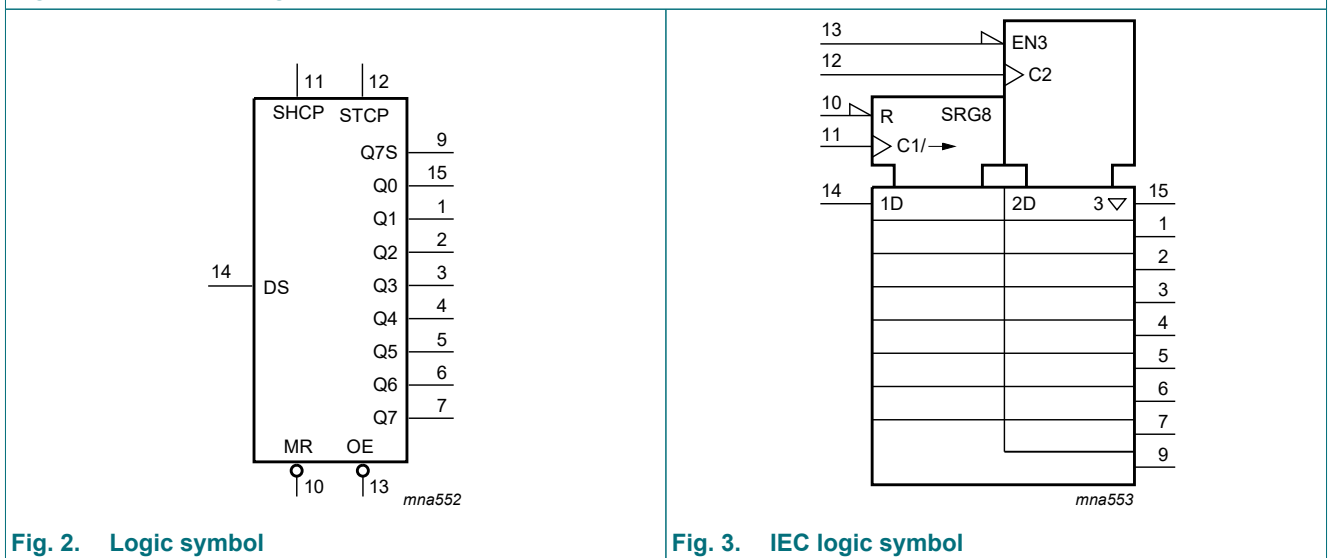 11 12
SHCP STCP
Q7S 9
Q0 15
Q1 1
Q2 2
14 DS Q3 3
Q4 4
Q5 5
Q6 6
Q7 7
MR OE
10 13
mna552
Fig. 2. Logic symbol
13 EN3
12 C2
10 R SRG8
11 C1/
14 1D 2D 3 15
1
2
3
4
5
6
7
9
mna553
Fig. 3. IEC logic symbol